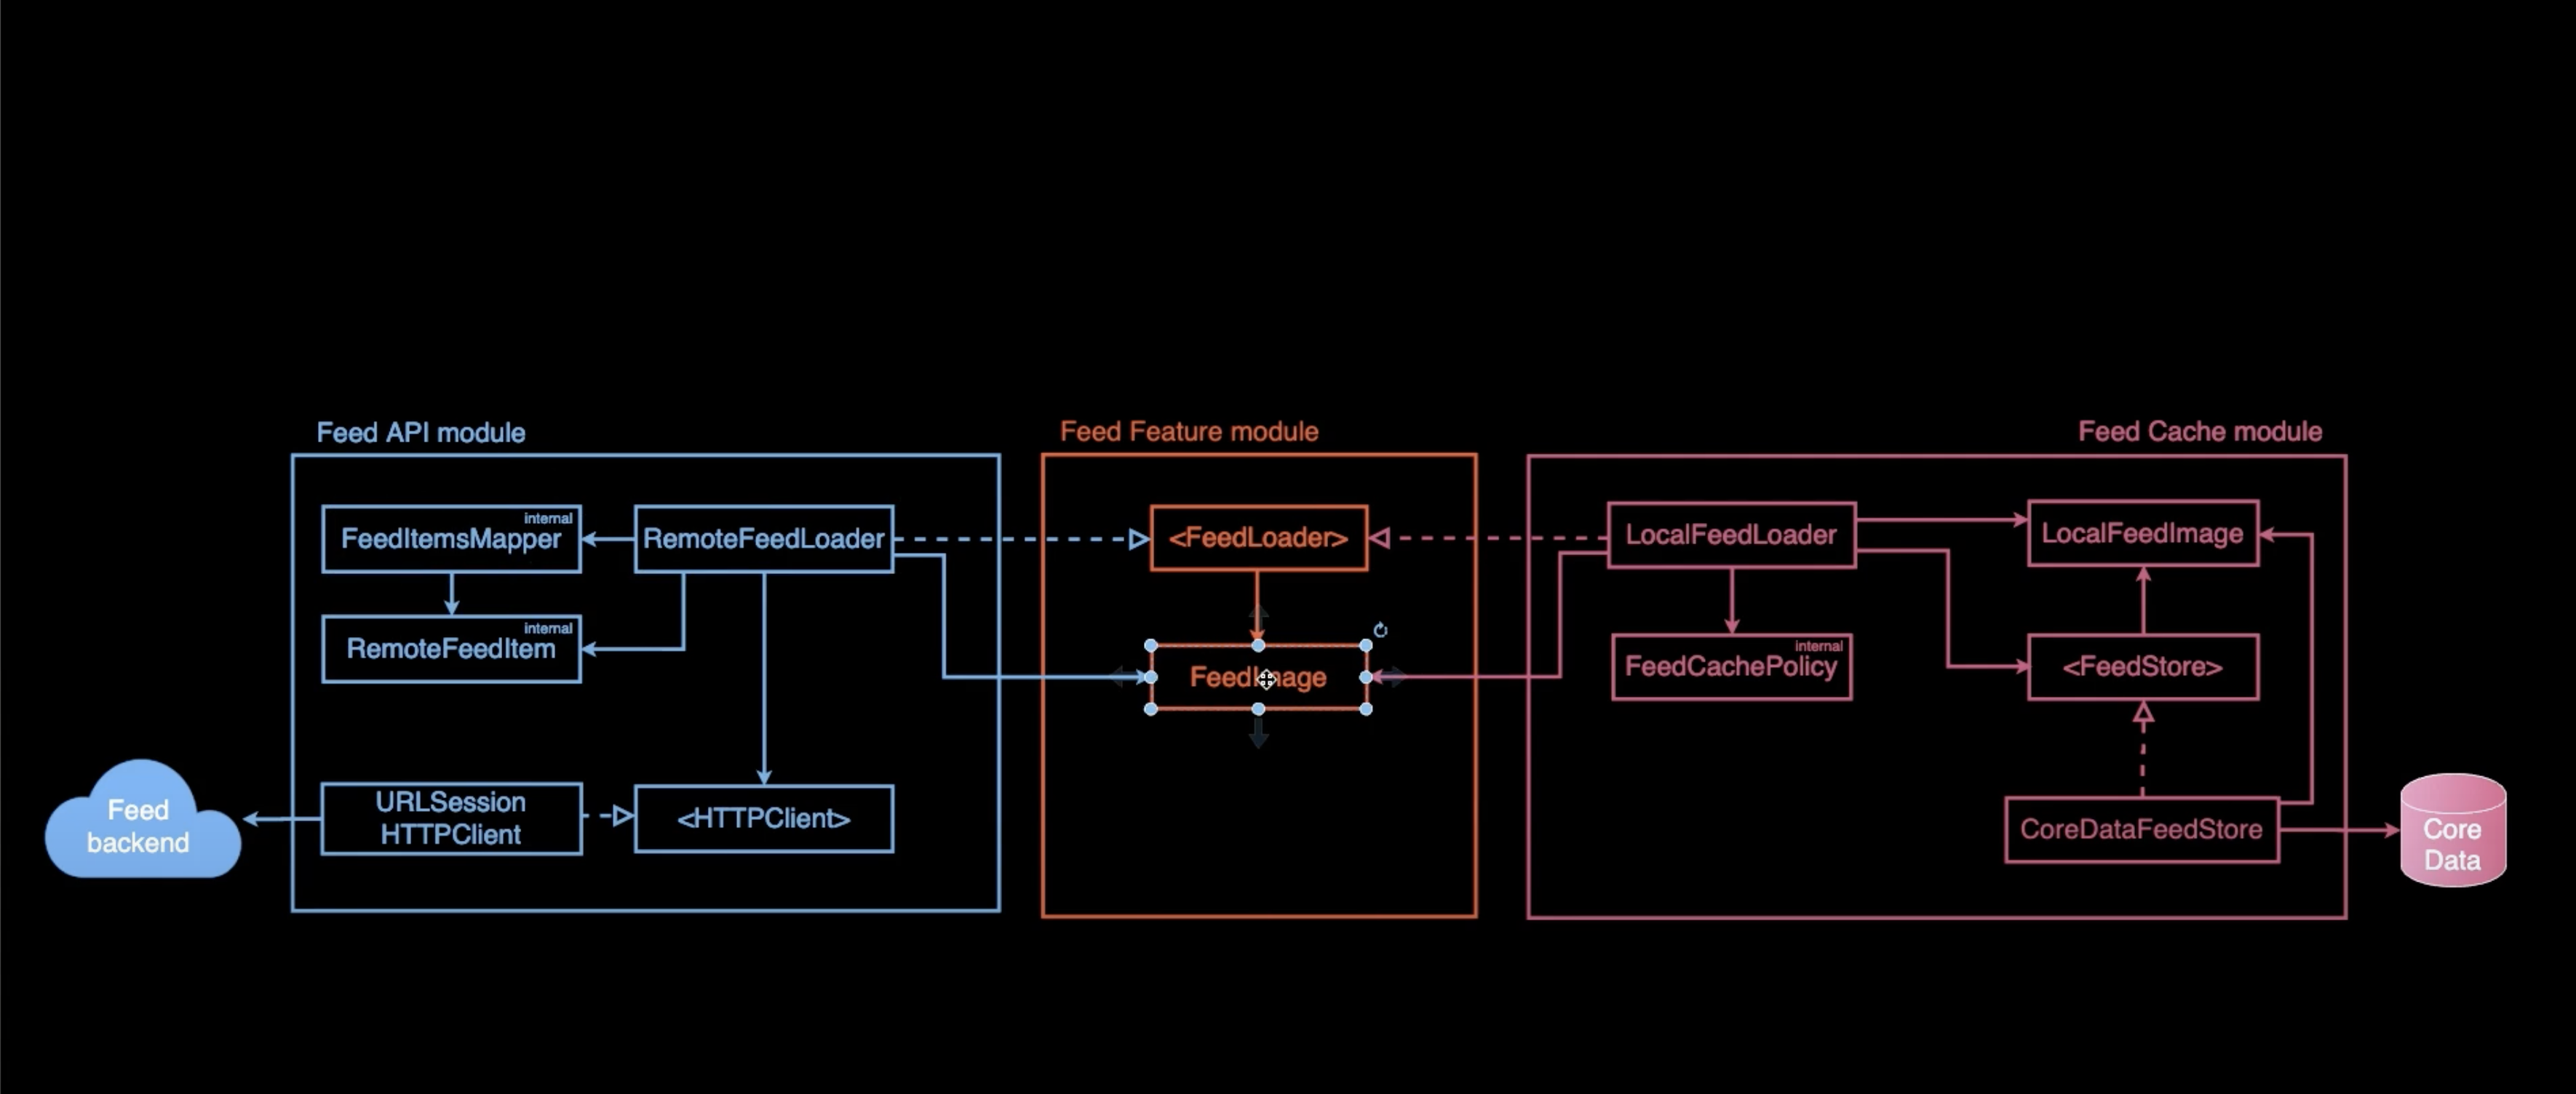 Feed API module
Feed Feature module
Feed Cache module
internal
FeedItemsMapper
RemoteFeedLoader
<FeedLoader>
LocalFeedLoader
LocalFeedImage
internal
RemoteFeedItem
FeedImage
internal
FeedCachePolicy
<FeedStore>
Feed
backend
URLSession
HTTPClient
<HTTPClient>
CoreDataFeedStore
Core
Data